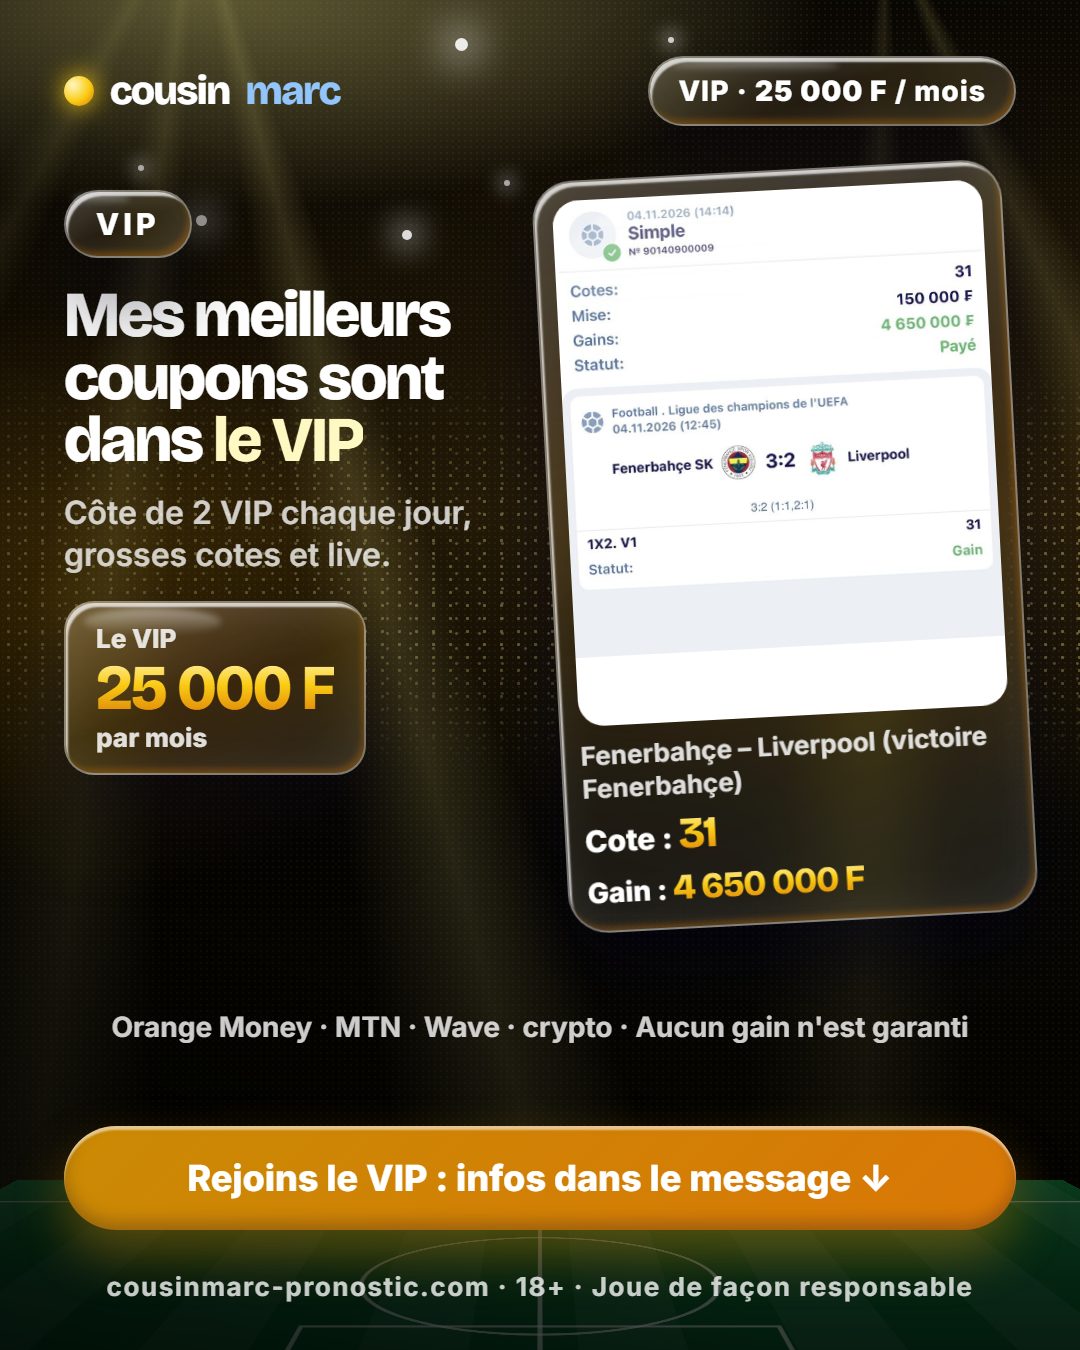 cousin marc
VIP · 25 000 F / mois
VIP
Mes meilleurs
coupons sont
dans le VIP
Côte de 2 VIP chaque jour,
grosses cotes et live.
Le VIP
25 000 F
par mois
04.11.2026 (14:14)
Simple
Nº 90140900009
Cotes: 31
Mise: 150 000 ₣
Gains: 4 650 000 ₣
Statut: Payé
Football . Ligue des champions de l'UEFA
04.11.2026 (12:45)
Fenerbahçe SK 3:2 Liverpool
3:2 (1:1,2:1)
1X2. V1 31
Statut: Gain
Fenerbahçe – Liverpool (victoire
Fenerbahçe)
Cote : 31
Gain : 4 650 000 F
Orange Money · MTN · Wave · crypto · Aucun gain n'est garanti
Rejoins le VIP : infos dans le message ↓
cousinmarc-pronostic.com · 18+ · Joue de façon responsable